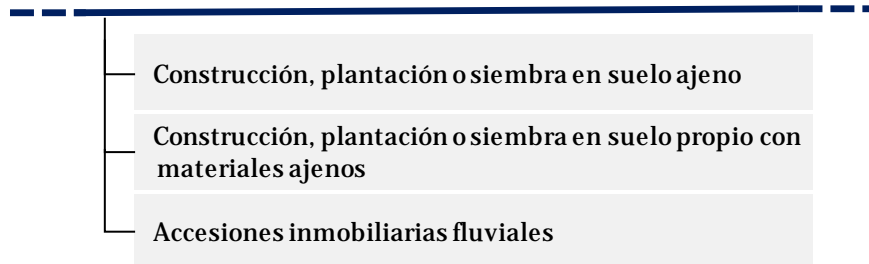 Construcción, plantación o siembra en suelo ajeno
Construcción, plantación o siembra en suelo propio con
materiales ajenos
Accesiones inmobiliarias fluviales